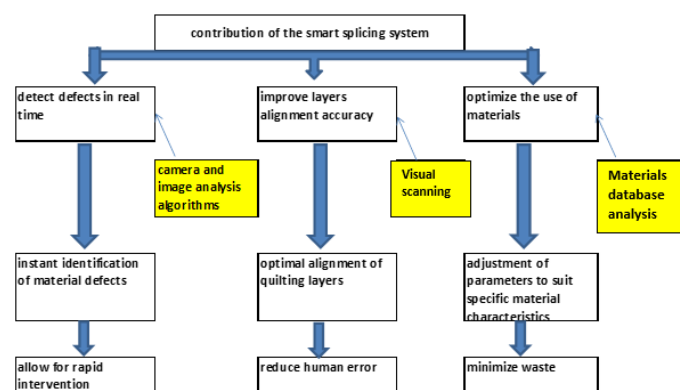 contribution of the smart splicing system
detect defects in real
time
improve layers
alignment accuracy
optimize the use of
materials
camera and
image analysis
algorithms
Visual
scanning
Materials
database
analysis
instant identification
of material defects
optimal alignment of
quilting layers
adjustment of
parameters to suit
specific material
characteristics
allow for rapid
intervention
reduce human error
minimize waste